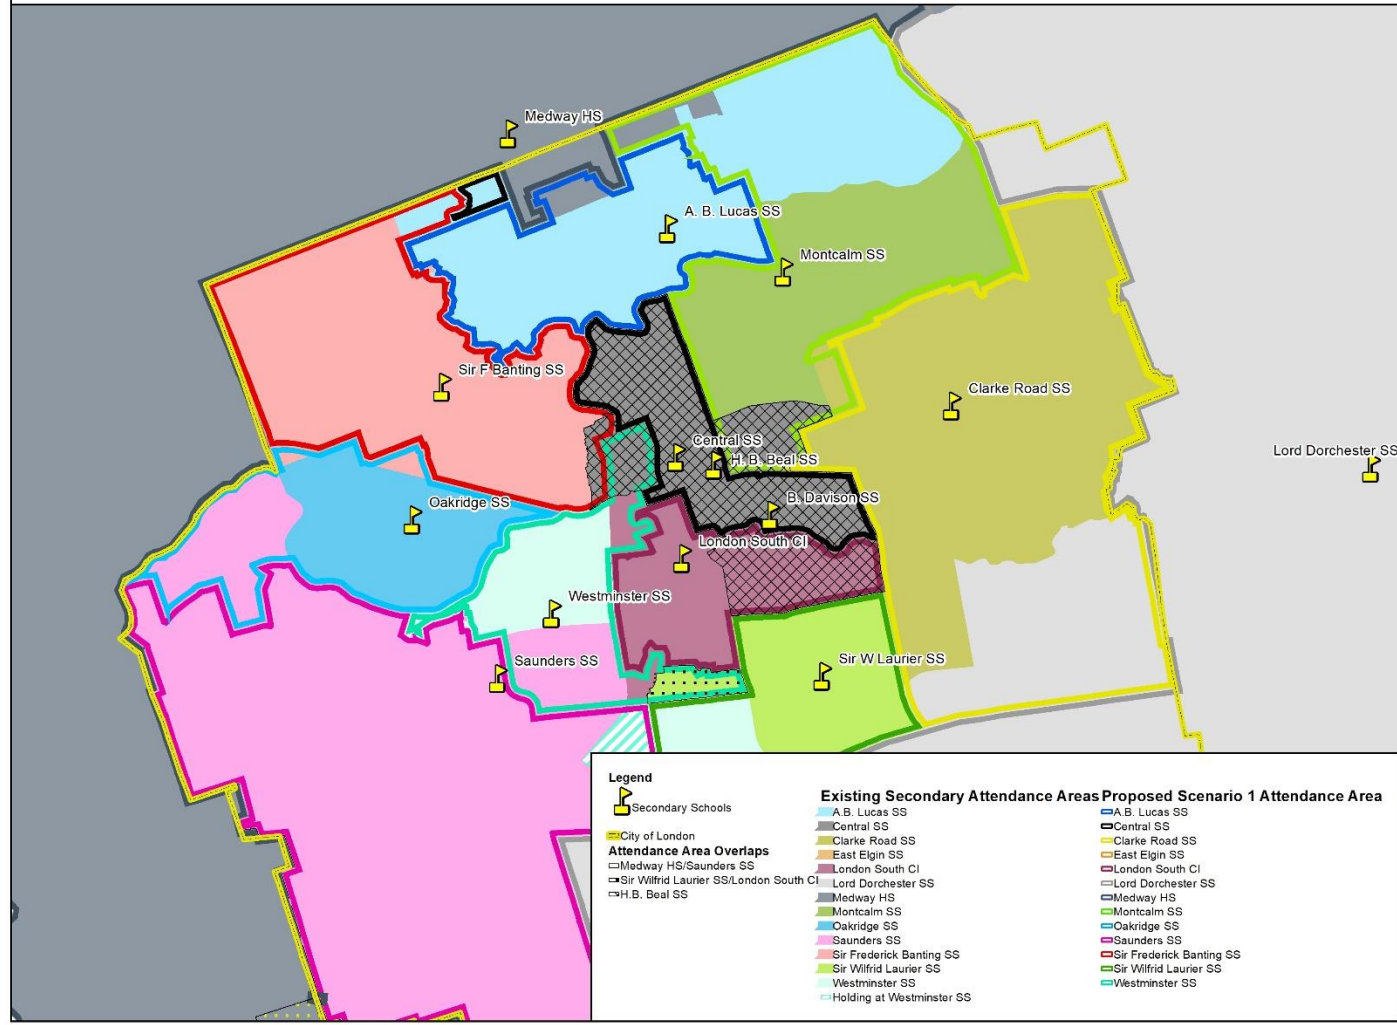 Medway HS
A. B. Lucas SS
Montcalm SS
Sir F Banting SS
Clarke Road SS
Central SS
H. B. Beal SS
Lord Dorchester SS
Oakridge SS
B. Davison SS
London South CI
Westminster SS
Saunders SS
Sir W Laurier SS
Legend
Secondary Schools
City of London
Attendance Area Overlaps
Medway HS/Saunders SS
Sir Wilfrid Laurier SS/London South CI
H.B. Beal SS
Existing Secondary Attendance Areas
A.B. Lucas SS
Central SS
Clarke Road SS
East Elgin SS
London South CI
Lord Dorchester SS
Medway HS
Montcalm SS
Oakridge SS
Saunders SS
Sir Frederick Banting SS
Sir Wilfrid Laurier SS
Westminster SS
Holding at Westminster SS
Proposed Scenario 1 Attendance Area
A.B. Lucas SS
Central SS
Clarke Road SS
East Elgin SS
London South CI
Lord Dorchester SS
Medway HS
Montcalm SS
Oakridge SS
Saunders SS
Sir Frederick Banting SS
Sir Wilfrid Laurier SS
Westminster SS